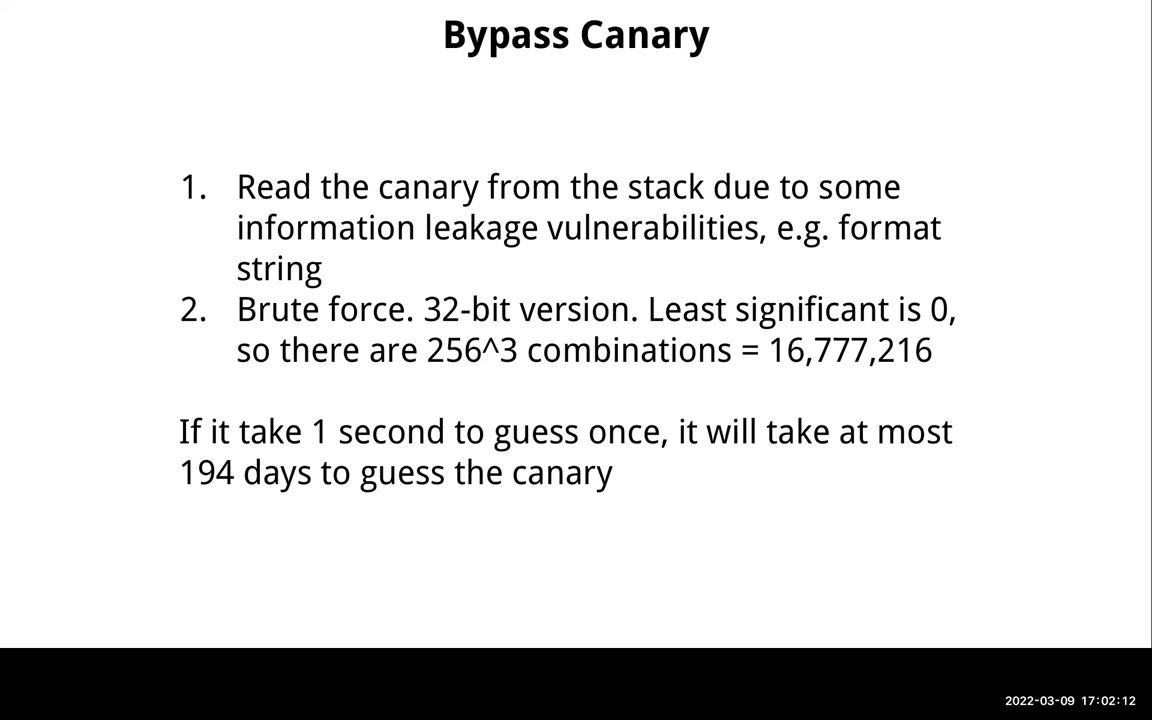 Bypass Canary
1. Read the canary from the stack due to some
information leakage vulnerabilities, e.g. format
string
2. Brute force. 32-bit version. Least significant is 0,
so there are 256^3 combinations = 16,777,216
If it take 1 second to guess once, it will take at most
194 days to guess the canary
2022-03-09 17:02:12